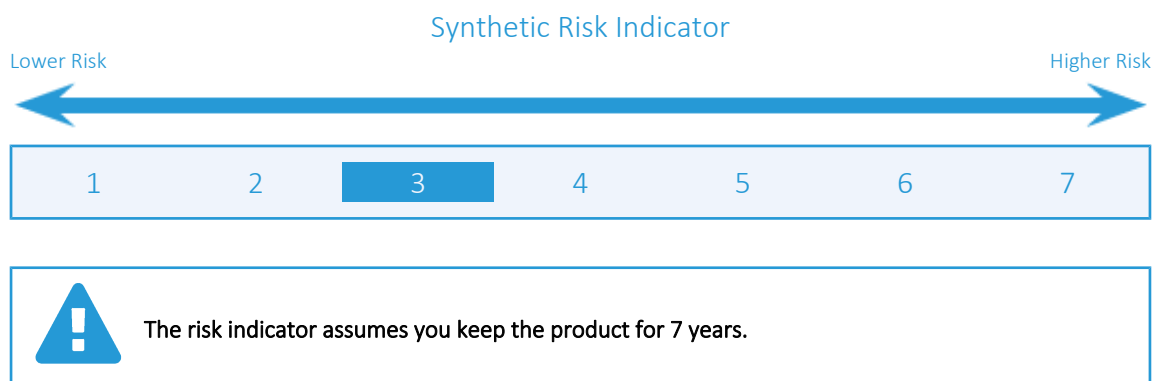 Synthetic Risk Indicator
Lower Risk Higher Risk
1 2 3 4 5 6 7
The risk indicator assumes you keep the product for 7 years.